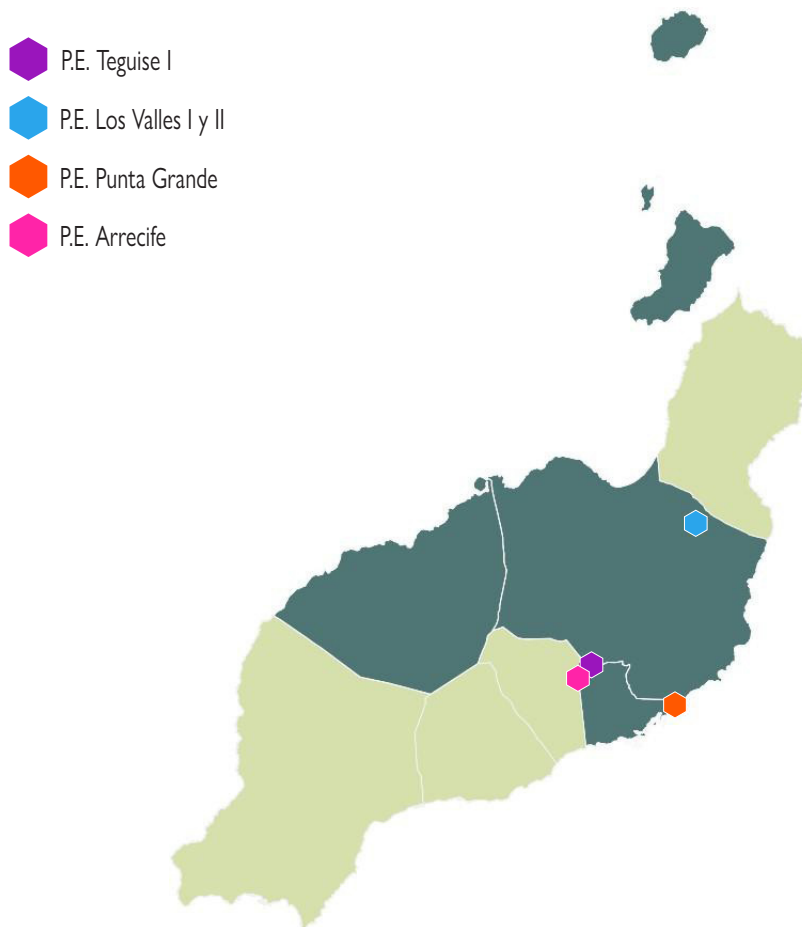 P.E. Teguise I
P.E. Los Valles I y II
P.E. Punta Grande
P.E. Arrecife